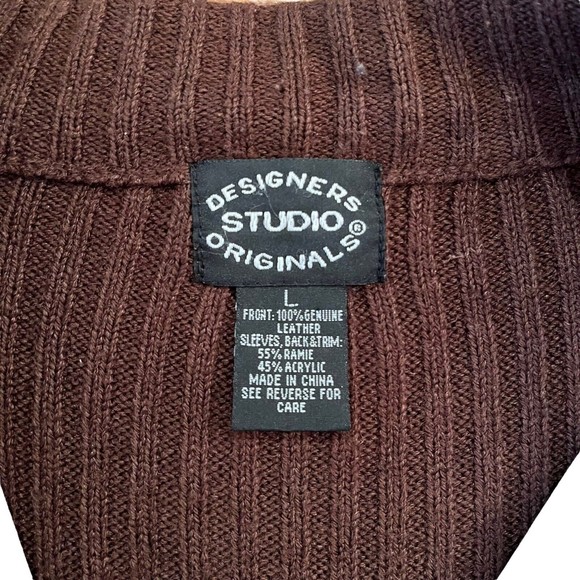 DESIGNERS
STUDIO®
ORIGINALS
L
FRONT: 100% GENUINE
LEATHER
SLEEVES, BACK&TRIM:
55% RAMIE
45% ACRYLIC
MADE IN CHINA
SEE REVERSE FOR
CARE